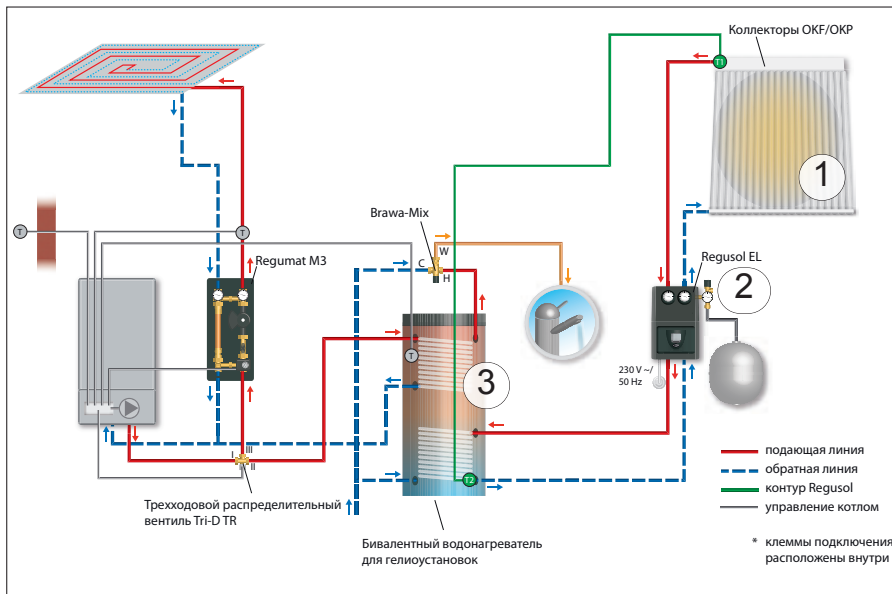 Коллекторы OKF/OKP
T1
1
Brawa-Mix
T
T
Regumat M3
W
C
H
Regusol EL
2
T
3
230 V ~/
50 Hz
I
III
II
T2
Трехходовой распределительный
вентиль Tri-D TR
Бивалентный водонагреватель
для гелиоустановок
подающая линия
обратная линия
контур Regusol
управление котлом
* клеммы подключения
расположены внутри